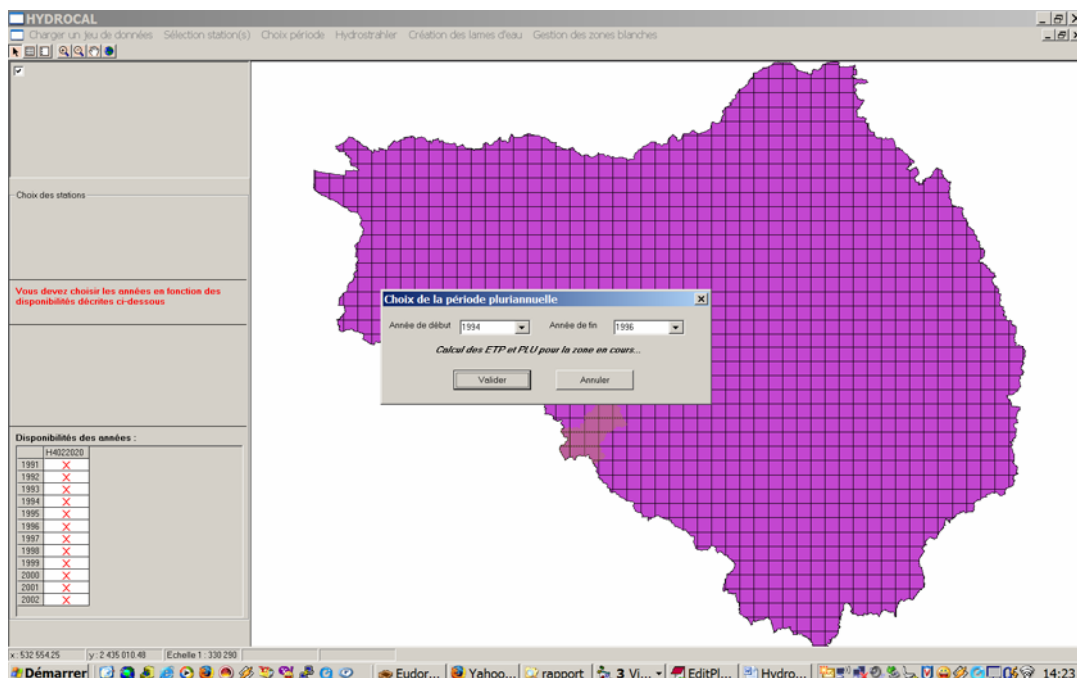 HYDROCAL
Charger un jeu de données Sélection station(s) Choix période Hydrostrahler Création des lames d'eau Gestion des zones blanches
Choix des stations
Vous devez choisir les années en fonction des
disponibilités décrites ci-dessous
Choix de la période pluriannuelle
Année de début 1994 Année de fin 1996
Calcul des ETP et PLU pour la zone en cours...
Valider Annuler
Disponibilités des années :
H4022020
1991 X
1992 X
1993 X
1994 X
1995 X
1996 X
1997 X
1998 X
1999 X
2000 X
2001 X
2002 X
x: 532 554.25 y: 2 435 010.48 Echelle 1 : 330 290
Démarrer Eudor... Yahoo... rapport 3 Vi... EditPl... Hydro... 14:23